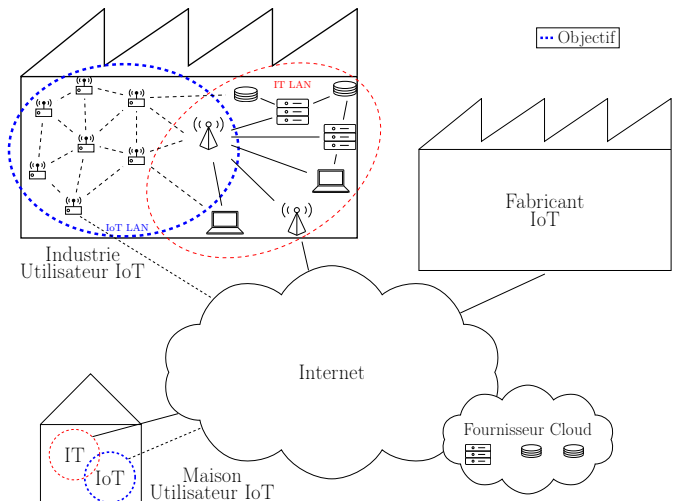 Objectif
IT LAN
IoT LAN
Industrie
Utilisateur IoT
Fabricant
IoT
Internet
Fournisseur Cloud
IT
IoT
Maison
Utilisateur IoT